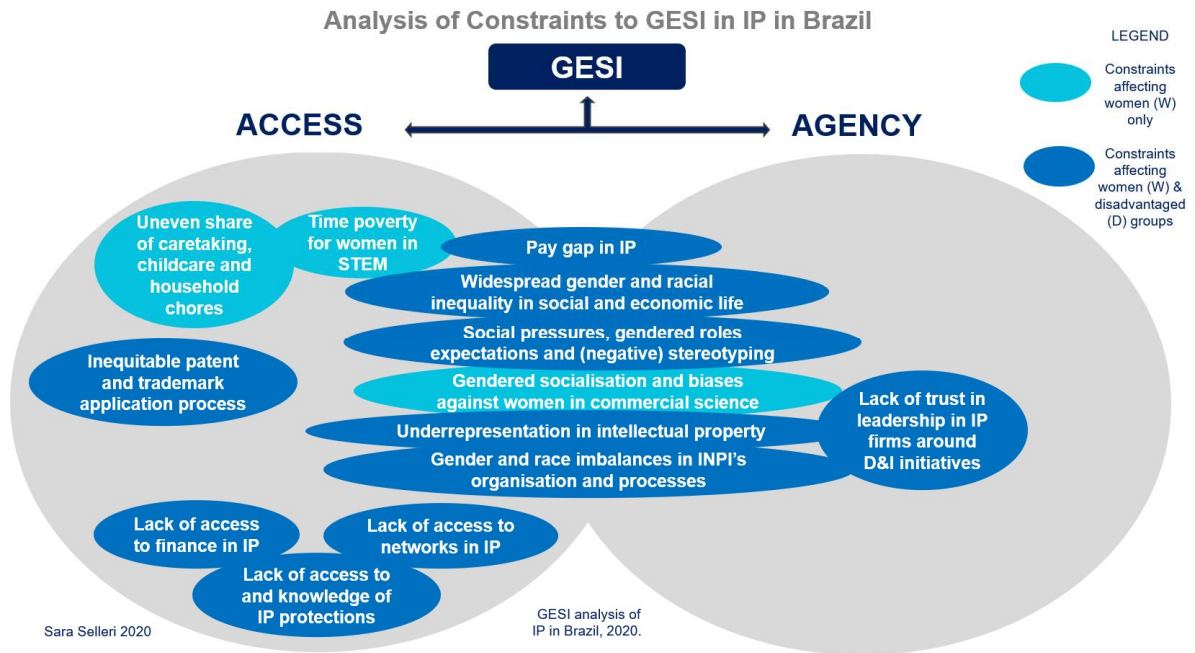 Analysis of Constraints to GESI in IP in Brazil
GESI
ACCESS
AGENCY
LEGEND
Constraints
affecting
women (W)
only
Constraints
affecting
women (W) &
disadvantaged
(D) groups
Uneven share
of caretaking,
childcare and
household
chores
Time poverty
for women in
STEM
Pay gap in IP
Widespread gender and racial
inequality in social and economic life
Social pressures, gendered roles
expectations and (negative) stereotyping
Inequitable patent
and trademark
application process
Gendered socialisation and biases
against women in commercial science
Underrepresentation in intellectual property
Gender and race imbalances in INPI's
organisation and processes
Lack of trust in
leadership in IP
firms around
D&I initiatives
Lack of access
to finance in IP
Lack of access to
networks in IP
Lack of access to
and knowledge of
IP protections
Sara Selleri 2020
GESI analysis of
IP in Brazil, 2020.